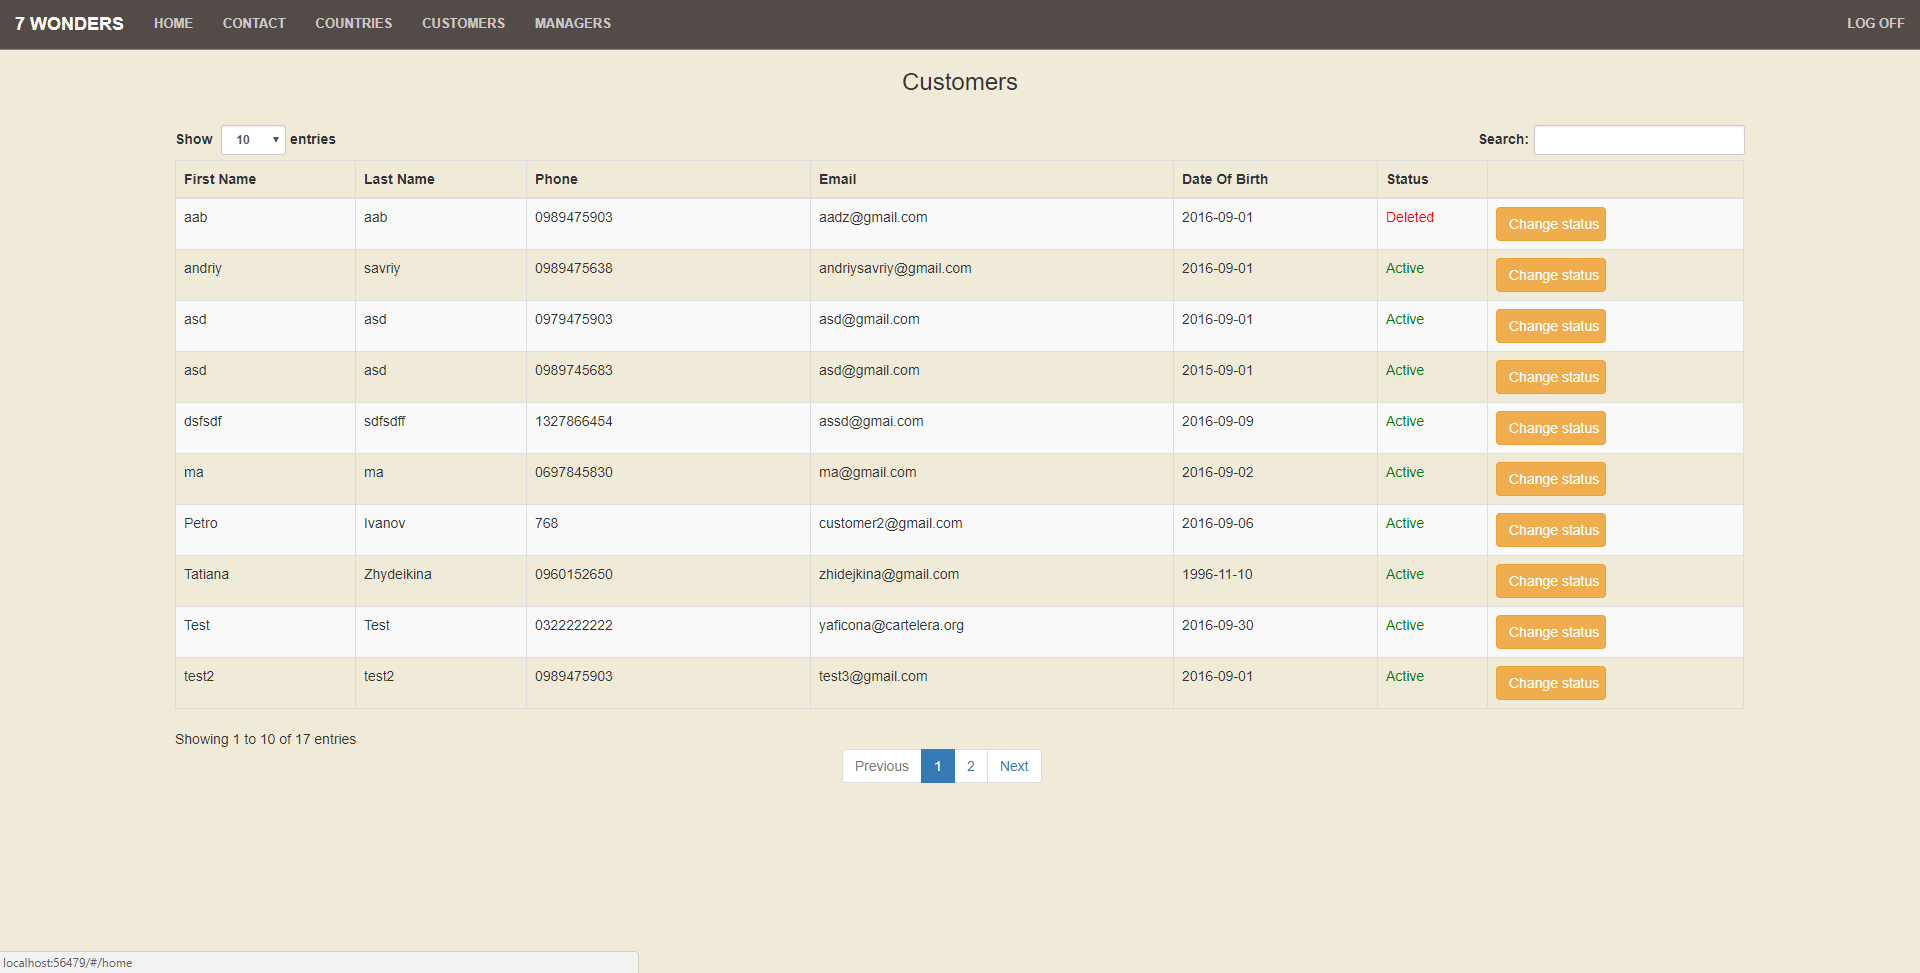 7 WONDERS HOME CONTACT COUNTRIES CUSTOMERS MANAGERS LOG OFF
Customers
Show 10 entries Search:
First Name Last Name Phone Email Date Of Birth Status
aab aab 0989475903 aadz@gmail.com 2016-09-01 Deleted Change status
andriy savriy 0989475638 andriysavriy@gmail.com 2016-09-01 Active Change status
asd asd 0979475903 asd@gmail.com 2016-09-01 Active Change status
asd asd 0989745683 asd@gmail.com 2015-09-01 Active Change status
dsfsdf sdfsdff 1327866454 assd@gmai.com 2016-09-09 Active Change status
ma ma 0697845830 ma@gmail.com 2016-09-02 Active Change status
Petro Ivanov 768 customer2@gmail.com 2016-09-06 Active Change status
Tatiana Zhydeikina 0960152650 zhidejkina@gmail.com 1996-11-10 Active Change status
Test Test 0322222222 yaficona@cartelera.org 2016-09-30 Active Change status
test2 test2 0989475903 test3@gmail.com 2016-09-01 Active Change status
Showing 1 to 10 of 17 entries
Previous 1 2 Next
localhost:56479/#/home